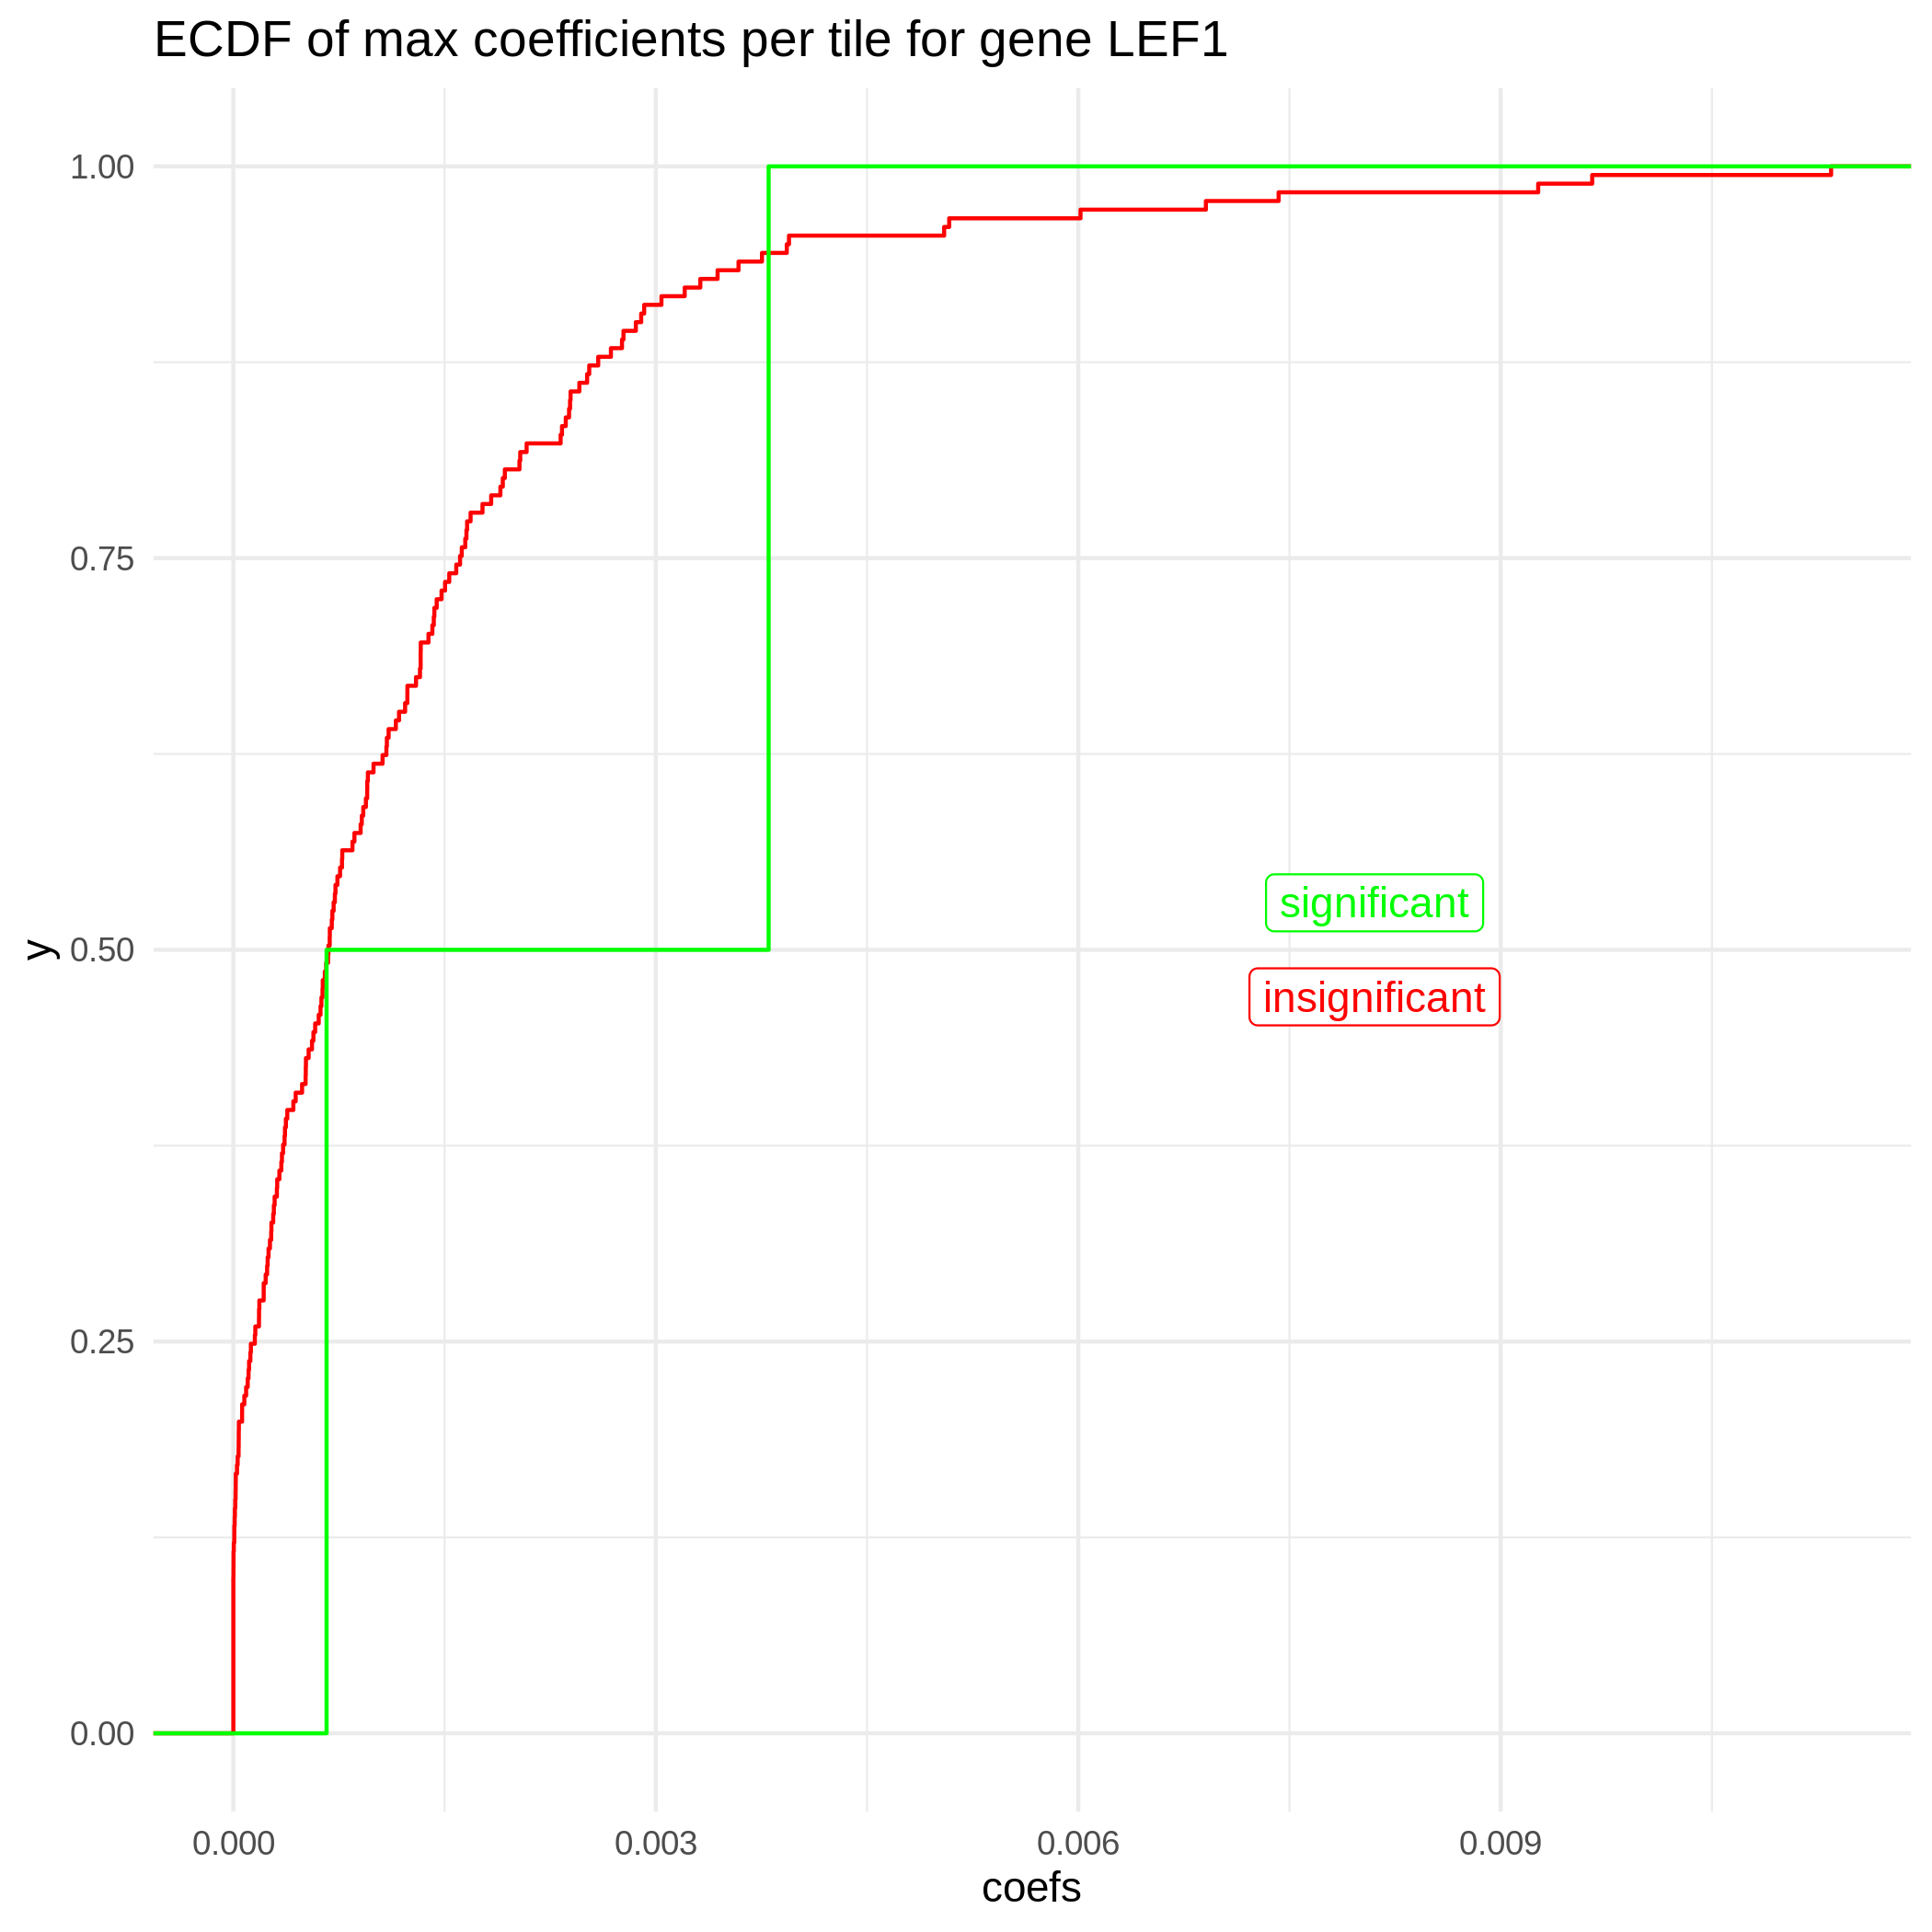 ECDF of max coefficients per tile for gene LEF1
1.00
0.75
0.50
0.25
0.00
y
significant
insignificant
0.000 0.003 0.006 0.009
coefs